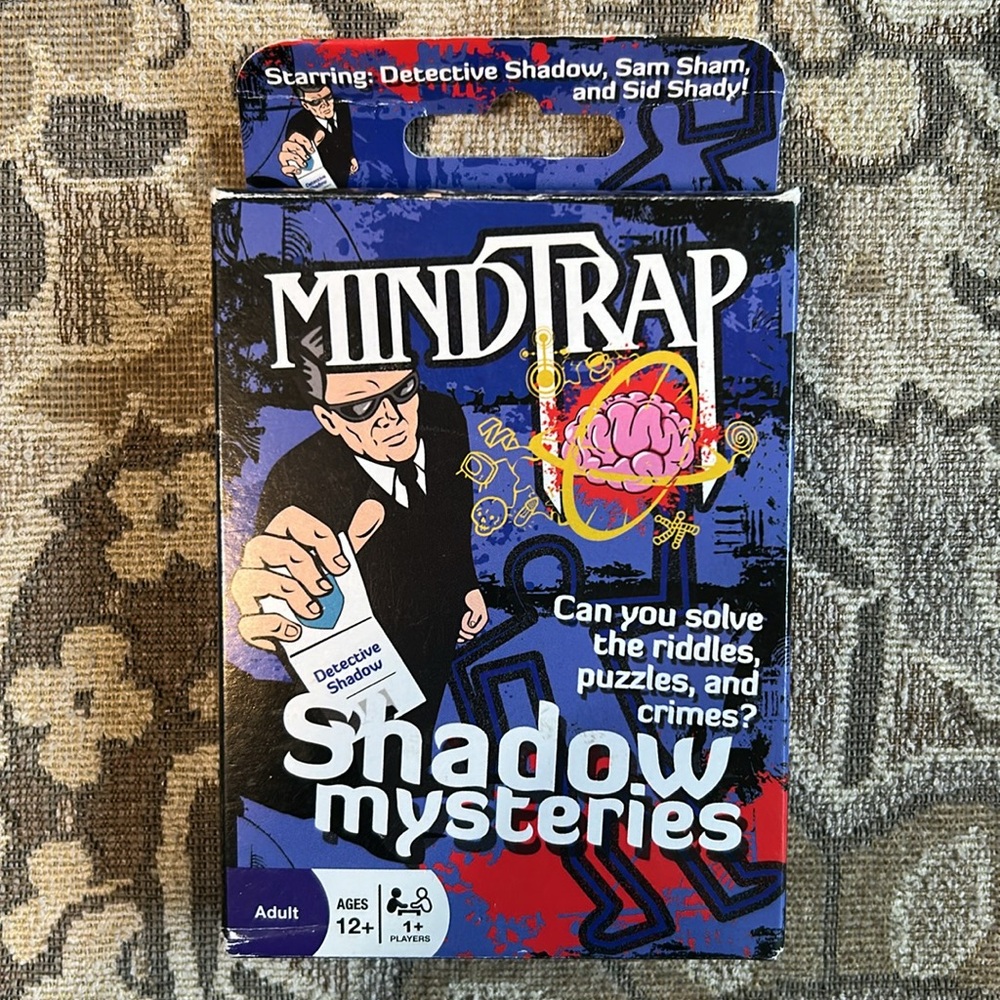 Starring: Detective Shadow, Sam Sham,
and Sid Shady!
MINDTRAP
Can you solve
the riddles,
puzzles, and
crimes?
Detective
Shadow
Shadow
mysteries
Adult
AGES
12+
1+
PLAYERS